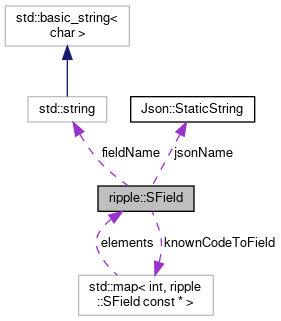 std::basic_string<
char >
std::string
Json::StaticString
fieldName
jsonName
ripple::SField
elements
knownCodeToField
std::map< int, ripple
::SField const * >